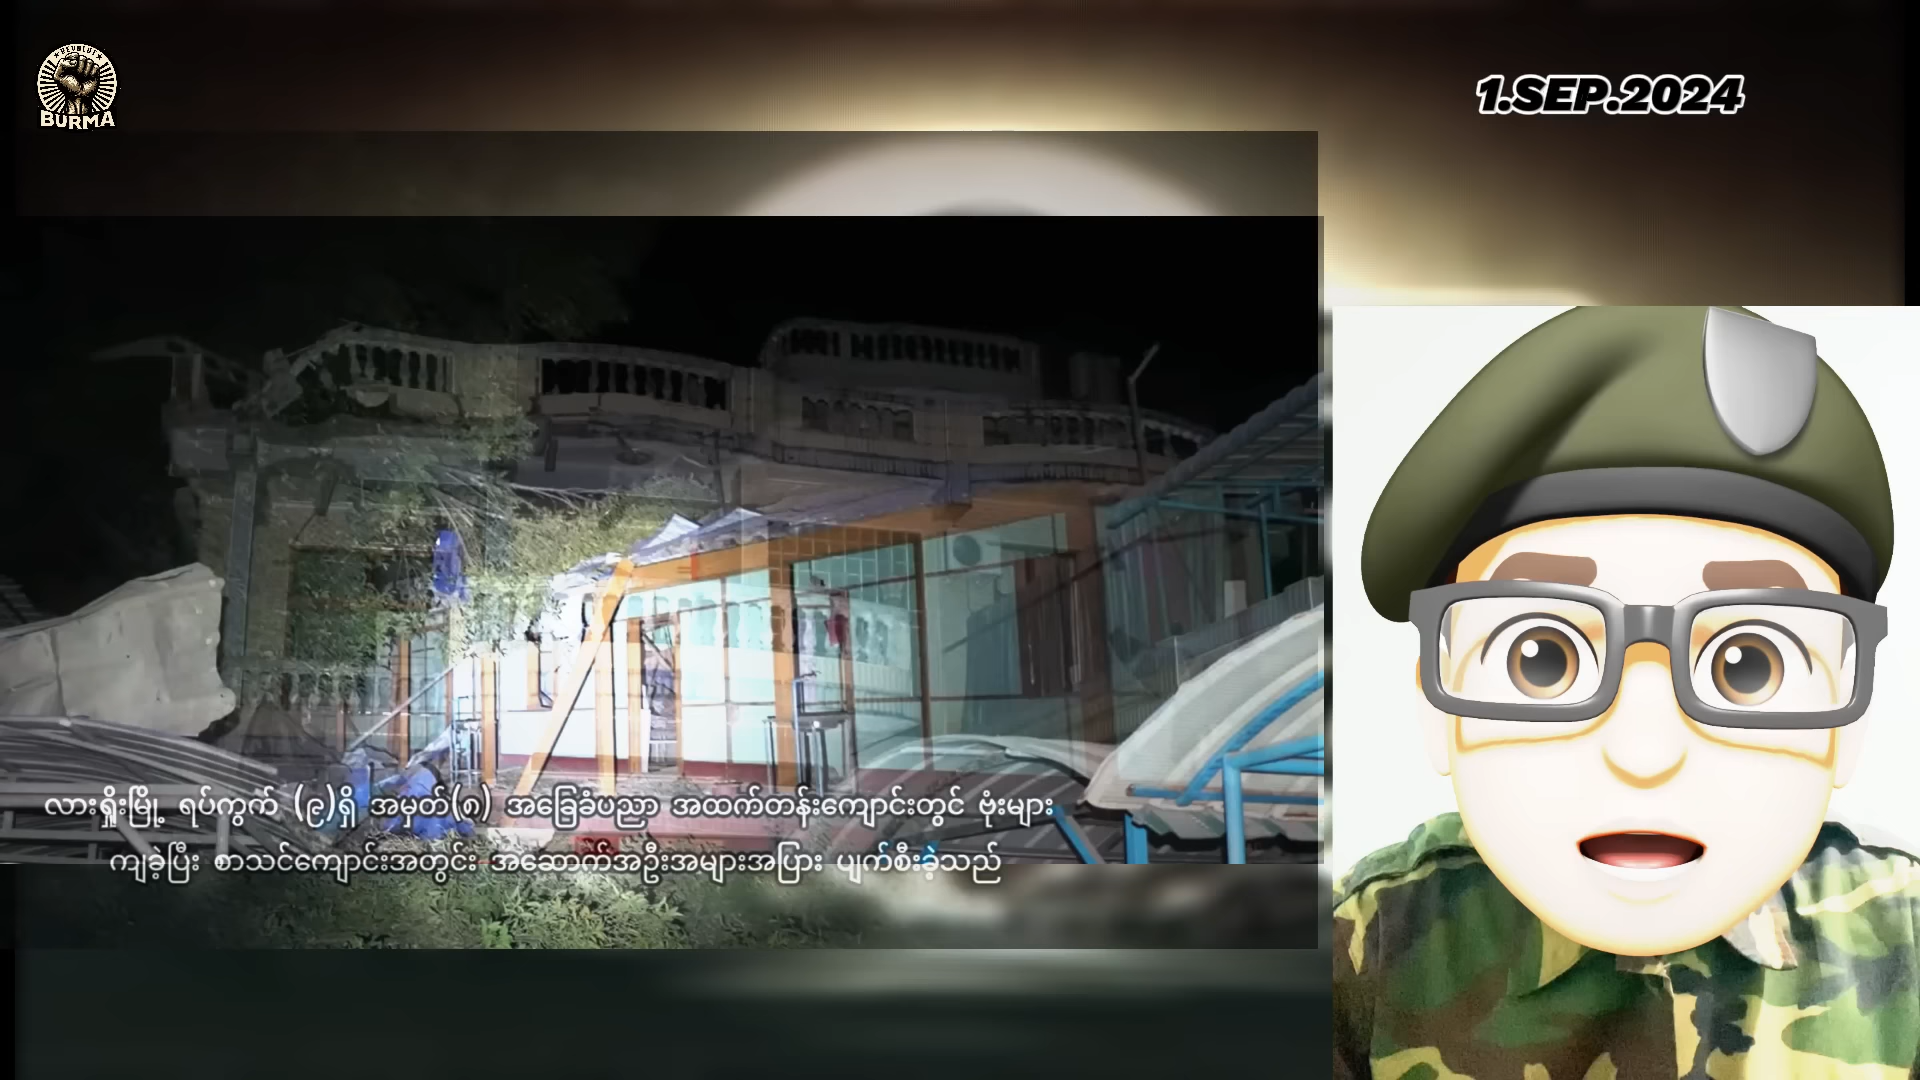 REVOLUT
BURMA
1.SEP.2024
လားရှိုးမြို့ ရပ်ကွက် (၉)ရှိ အမှတ်(၈) အခြေခံပညာ အထက်တန်းကျောင်းတွင် ဗုံးများ
ကျခဲ့ပြီး စာသင်ကျောင်းအတွင်း အဆောက်အဦးအများအပြား ပျက်စီးခဲ့သည်